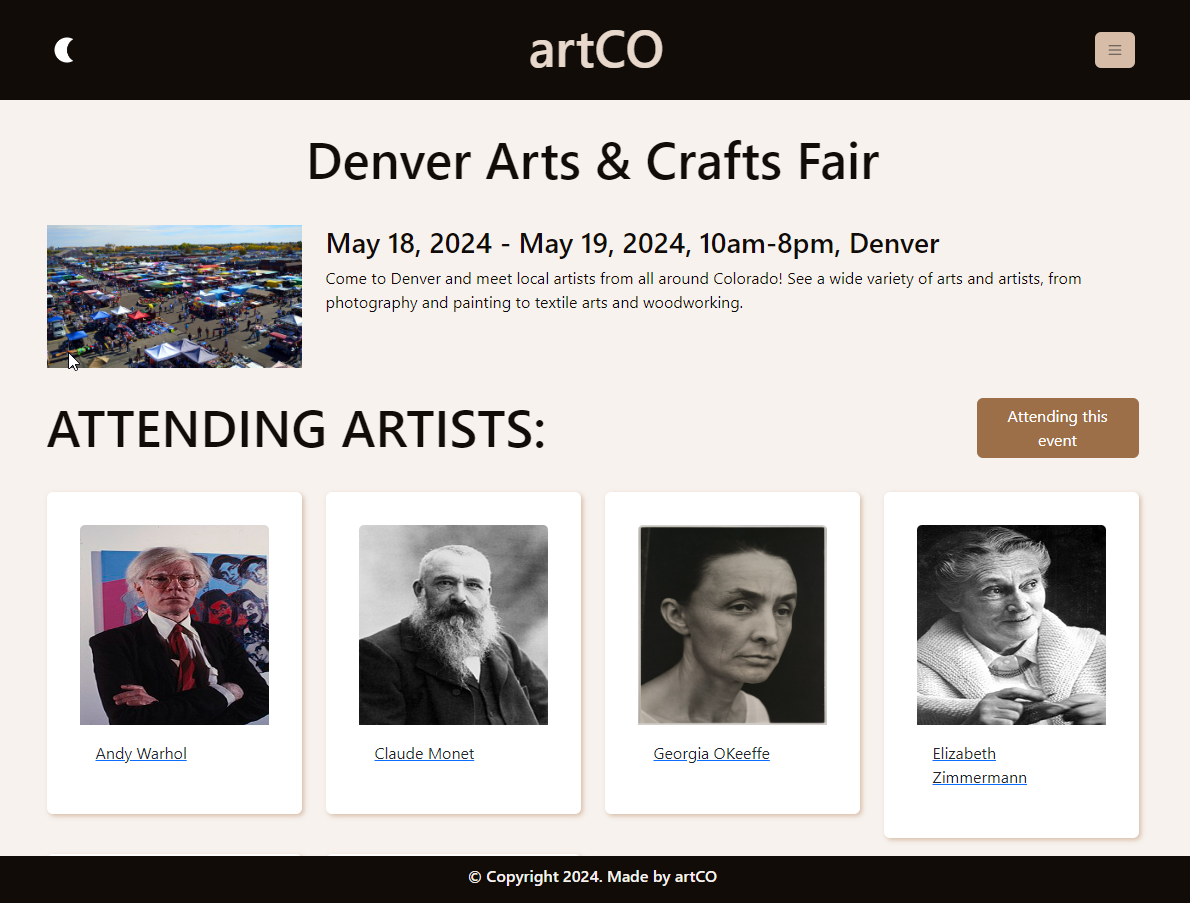 artCO
Denver Arts & Crafts Fair
May 18, 2024 - May 19, 2024, 10am-8pm, Denver
Come to Denver and meet local artists from all around Colorado! See a wide variety of arts and artists, from
photography and painting to textile arts and woodworking.
ATTENDING ARTISTS:
Attending this
event
Andy Warhol
Claude Monet
Georgia OKeeffe
Elizabeth
Zimmermann
© Copyright 2024. Made by artCO